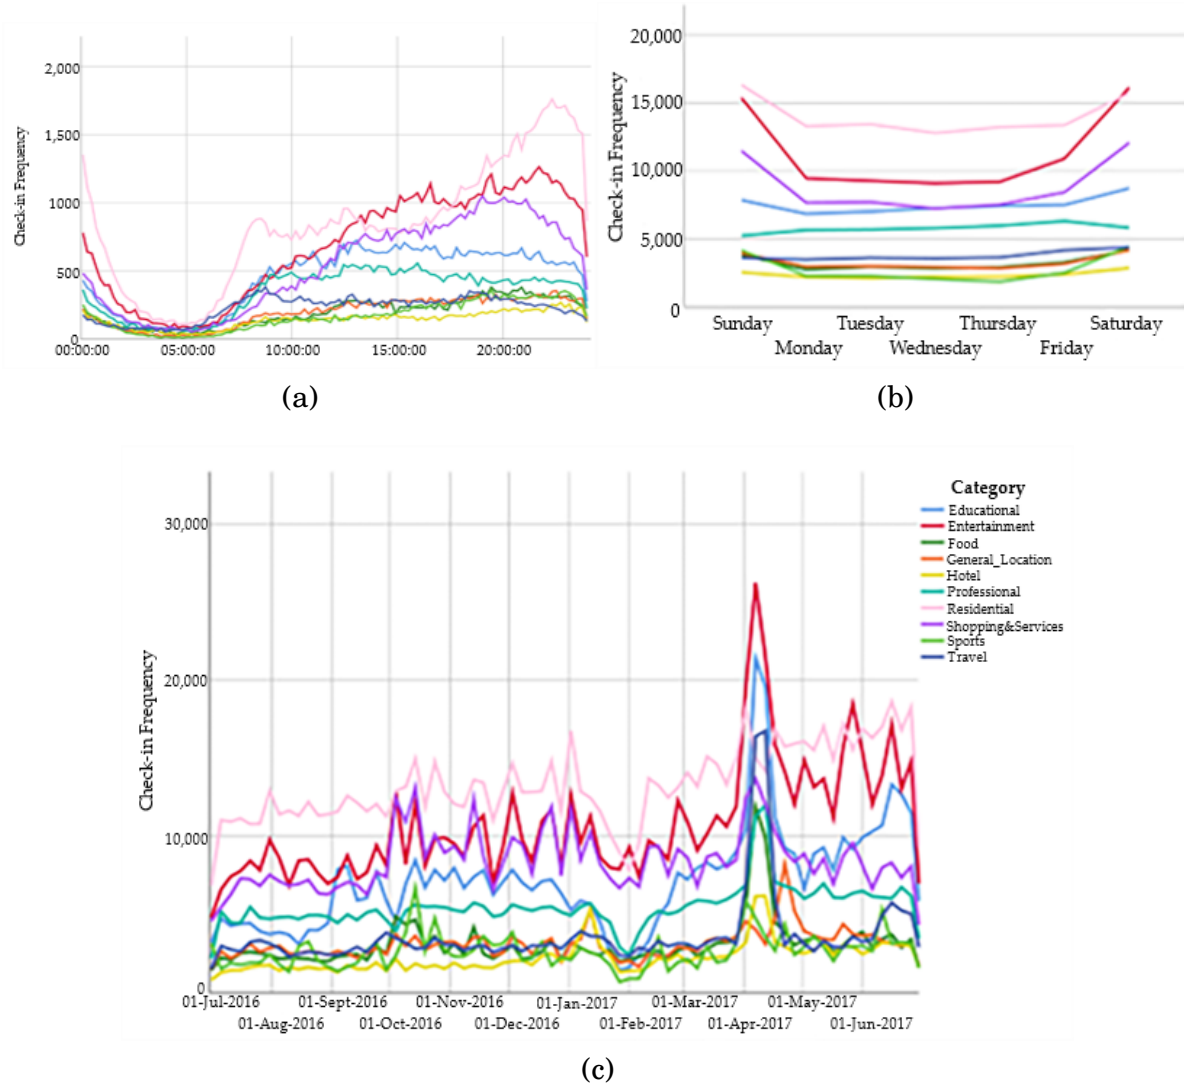 Check-in Frequency
2,000
1,500
1000
500
0
00:00:00 05:00:00 10:00:00 15:00:00 20:00:00
(a)
Check-in Frequency
20,000
15,000
10,000
5,000
0
Sunday Tuesday Thursday Saturday
Monday Wednesday Friday
(b)
Check-in Frequency
30,000
20,000
10,000
0
01-Jul-2016 01-Sept-2016 01-Nov-2016 01-Jan-2017 01-Mar-2017 01-May-2017
01-Aug-2016 01-Oct-2016 01-Dec-2016 01-Feb-2017 01-Apr-2017 01-Jun-2017
Category
Educational
Entertainment
Food
General_Location
Hotel
Professional
Residential
Shopping&Services
Sports
Travel
(c)